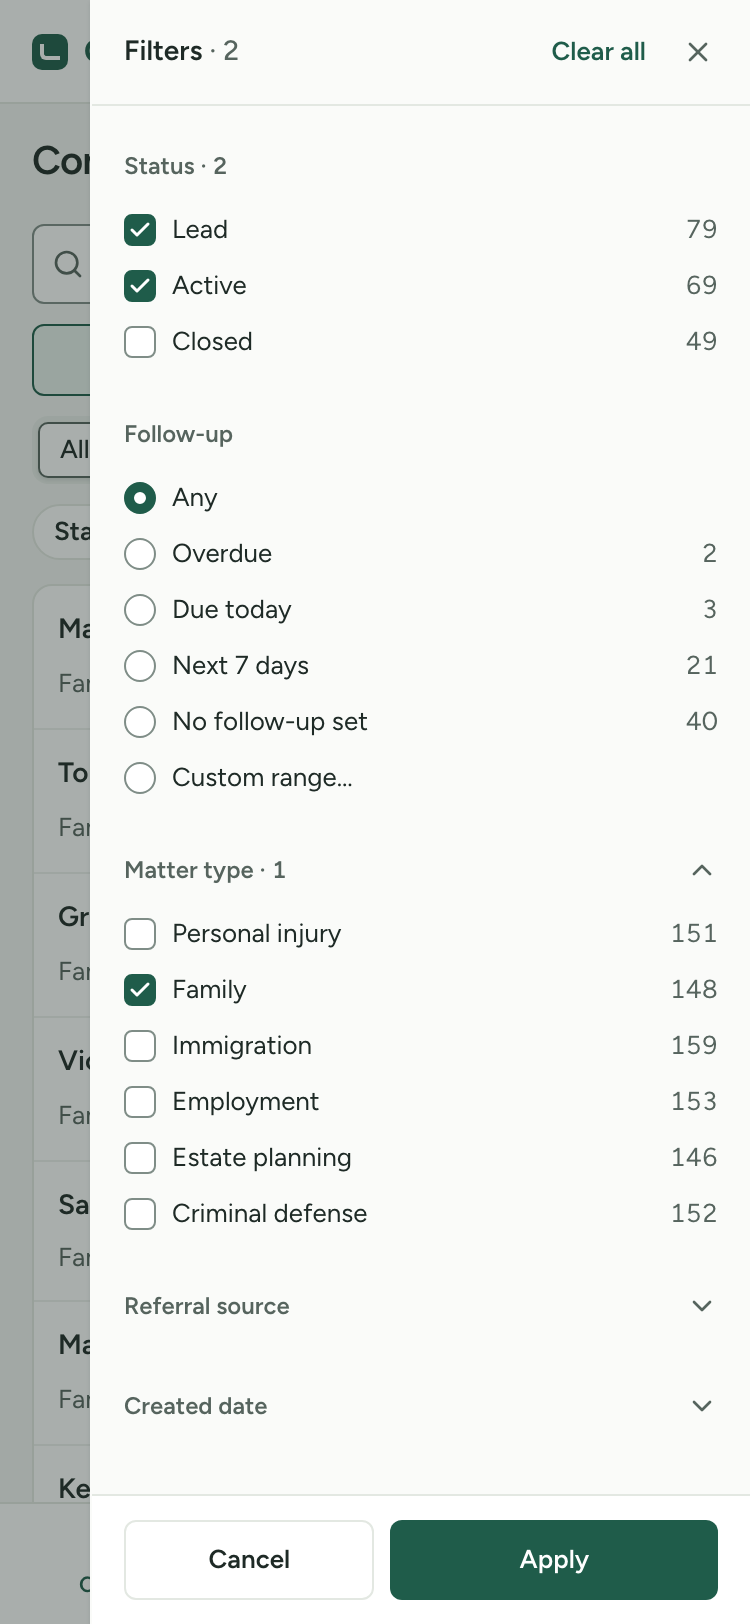 Filters · 2
Clear all
Status · 2
Lead 79
Active 69
Closed 49
Follow-up
Any
Overdue 2
Due today 3
Next 7 days 21
No follow-up set 40
Custom range...
Matter type · 1
Personal injury 151
Family 148
Immigration 159
Employment 153
Estate planning 146
Criminal defense 152
Referral source
Created date
Cancel
Apply
All